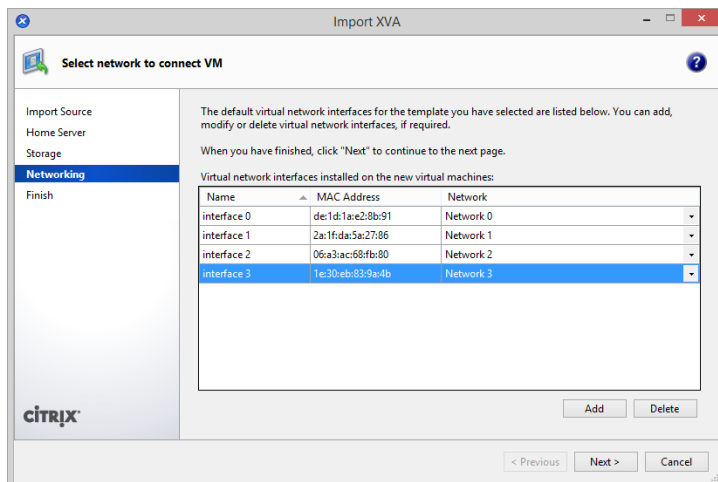 Import XVA
Select network to connect VM
Import Source
Home Server
Storage
Networking
Finish
The default virtual network interfaces for the template you have selected are listed below. You can add,
modify or delete virtual network interfaces, if required.
When you have finished, click "Next" to continue to the next page.
Virtual network interfaces installed on the new virtual machines:
Name MAC Address Network
interface 0 de:1d:1a:e2:8b:91 Network 0
interface 1 2a:1f:da:5a:27:86 Network 1
interface 2 06:a3:ac:68:fb:80 Network 2
interface 3 1e:30:eb:83:9a:4b Network 3
Add Delete
CİTRIX
< Previous Next > Cancel